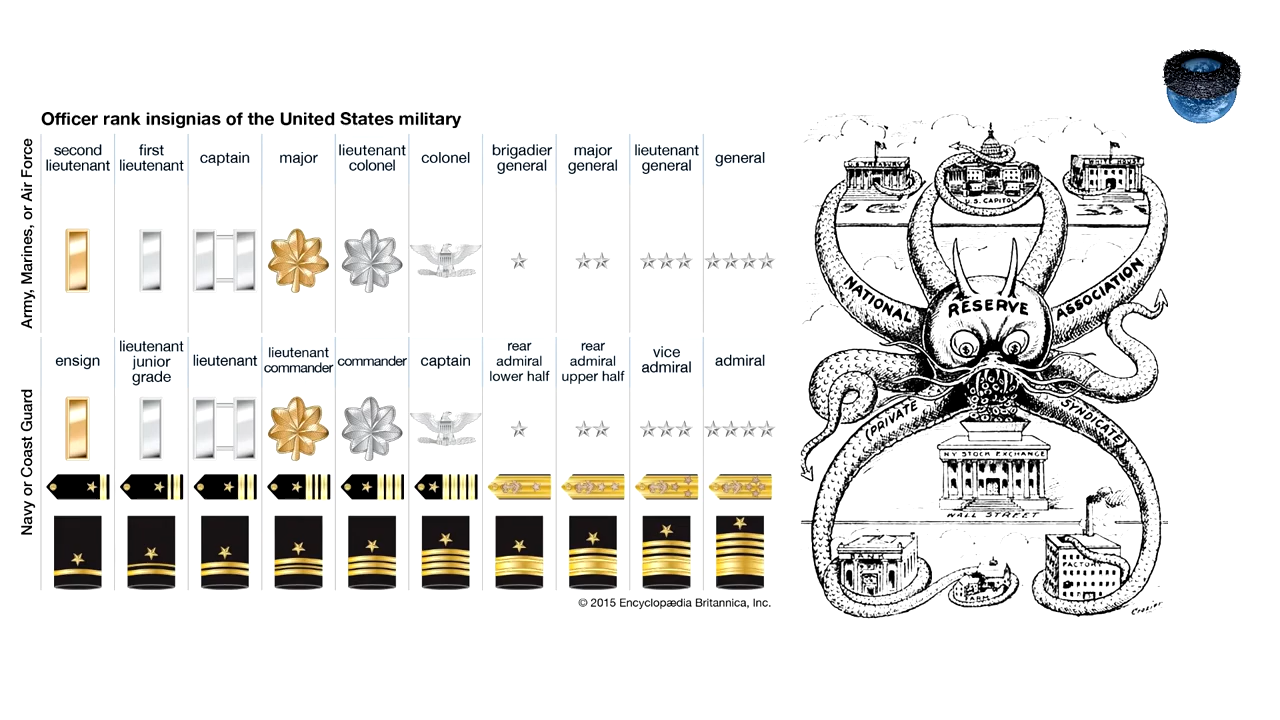 Officer rank insignias of the United States military
Army, Marines, or Air Force
second
lieutenant
first
lieutenant
captain
major
lieutenant
colonel
colonel
brigadier
general
major
general
lieutenant
general
general
Navy or Coast Guard
ensign
lieutenant
junior
grade
lieutenant
lieutenant
commander
commander
captain
rear
admiral
lower half
rear
admiral
upper half
vice
admiral
admiral
© 2015 Encyclopædia Britannica, Inc.
U.S. CAPITOL
NATIONAL
RESERVE
ASSOCIATION
(PRIVATE
SYNDICATE)
NY STOCK EXCHANGE
WALL STREET
BANK
FARM
FACTORY